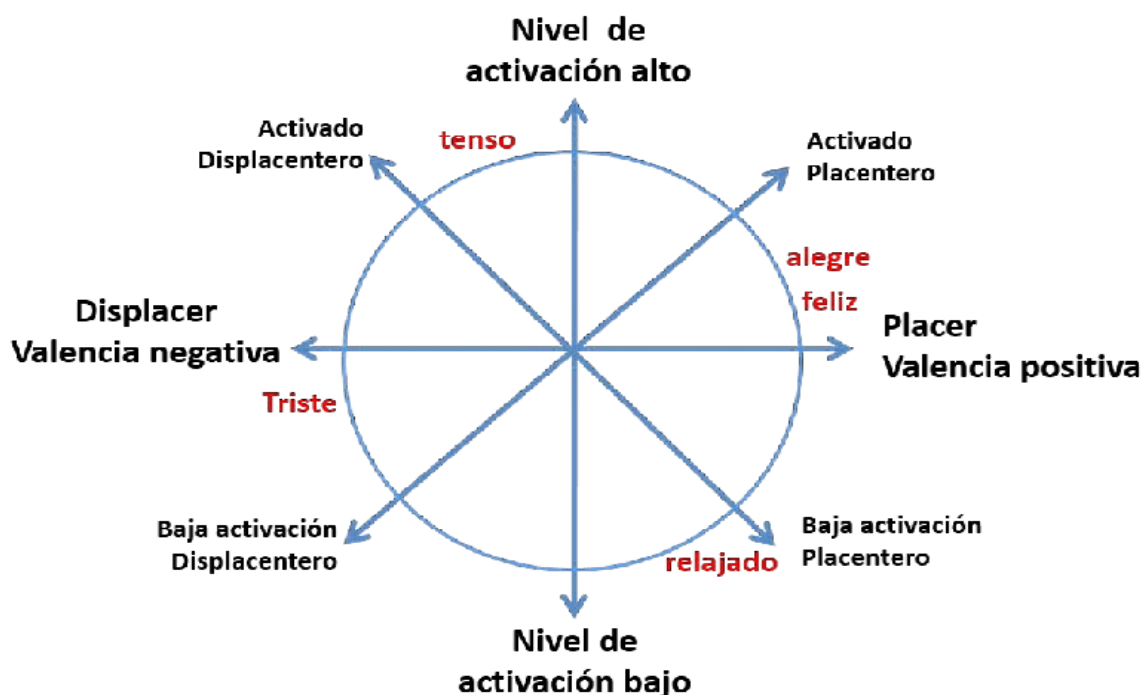 Nivel de
activación alto
Activado
Displacentero
tenso
Activado
Placentero
alegre
feliz
Displacer
Valencia negativa
Placer
Valencia positiva
Triste
Baja activación
Displacentero
relajado
Baja activación
Placentero
Nivel de
activación bajo